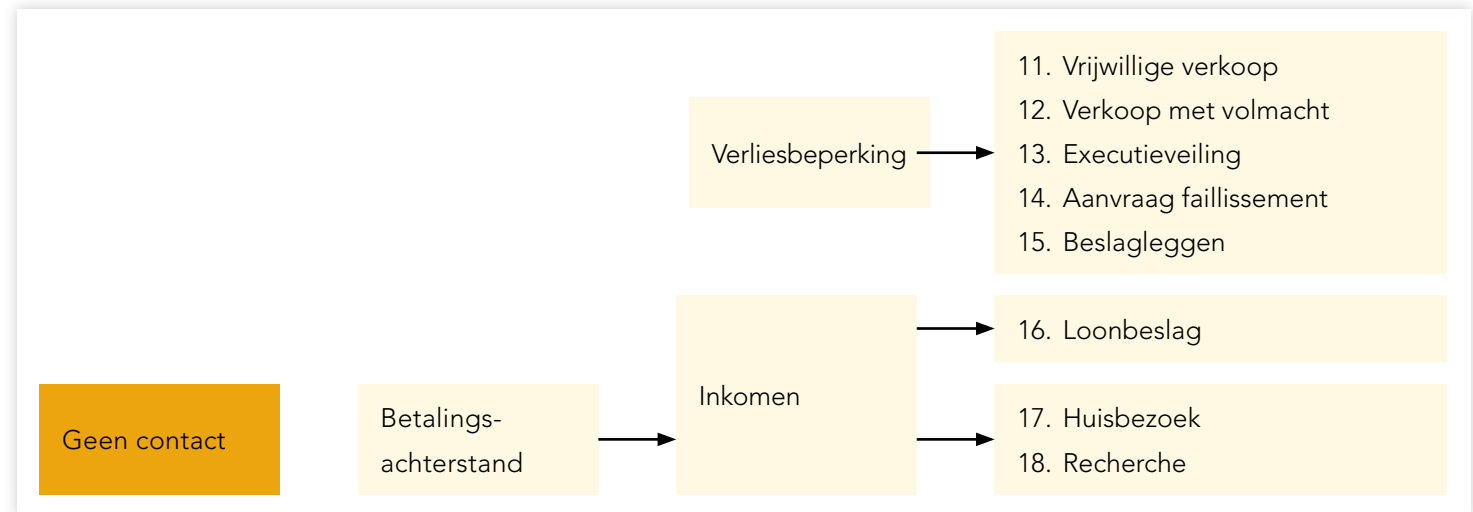 11. Vrijwillige verkoop
12. Verkoop met volmacht
Verliesbeperking
13. Executieveiling
14. Aanvraag faillissement
15. Beslagleggen
16. Loonbeslag
Inkomen
Geen contact
Betalings-
achterstand
17. Huisbezoek
18. Recherche